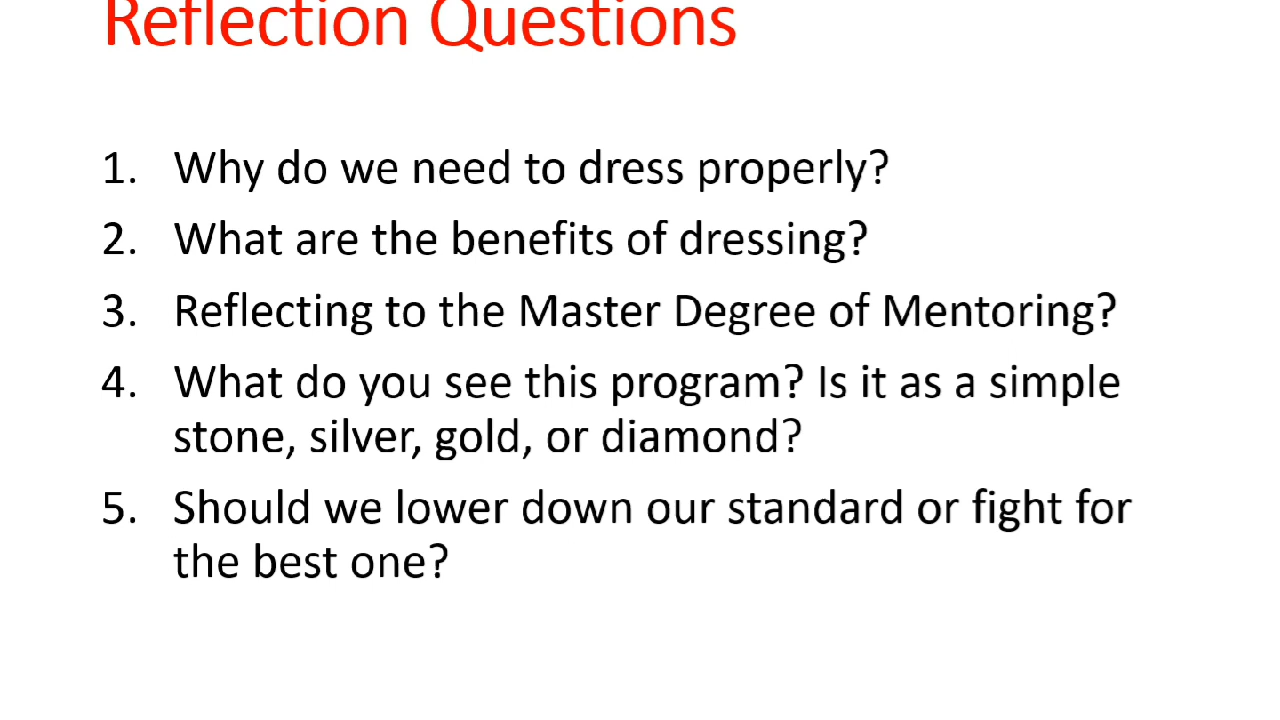 Reflection Questions
1. Why do we need to dress properly?
2. What are the benefits of dressing?
3. Reflecting to the Master Degree of Mentoring?
4. What do you see this program? Is it as a simple
stone, silver, gold, or diamond?
5. Should we lower down our standard or fight for
the best one?